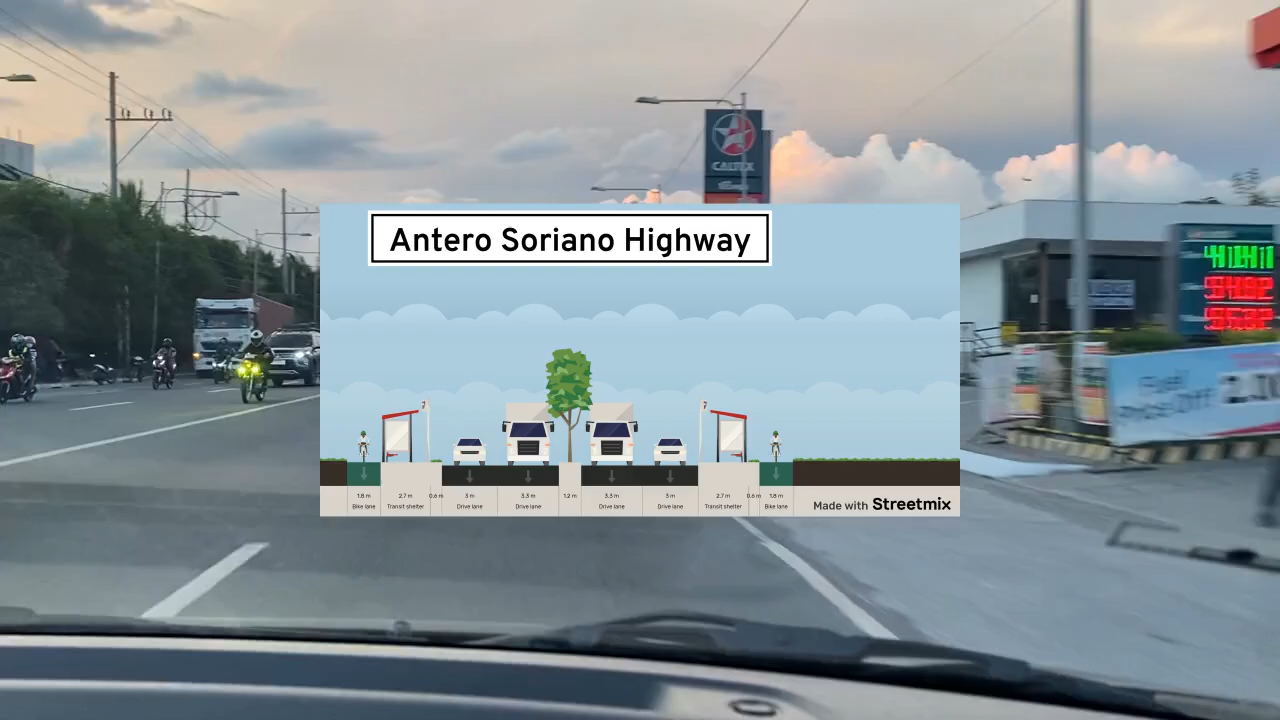 CALTEX
Antero Soriano Highway
1.8 m 2.7 m 0.6 m 3 m 3.3 m 1.2 m 3.3 m 3 m 2.7 m 0.6 m 1.8 m
Bike lane Transit shelter Drive lane Drive lane Drive lane Drive lane Transit shelter Bike lane
Made with Streetmix